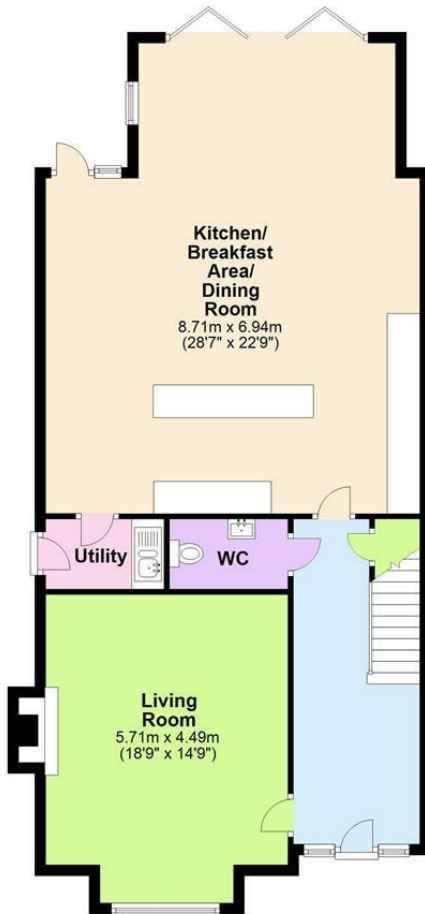 Kitchen/
Breakfast
Area/
Dining
Room
8.71m x 6.94m
(28'7" x 22'9")
Utility
WC
Living
Room
5.71m x 4.49m
(18'9" x 14'9")